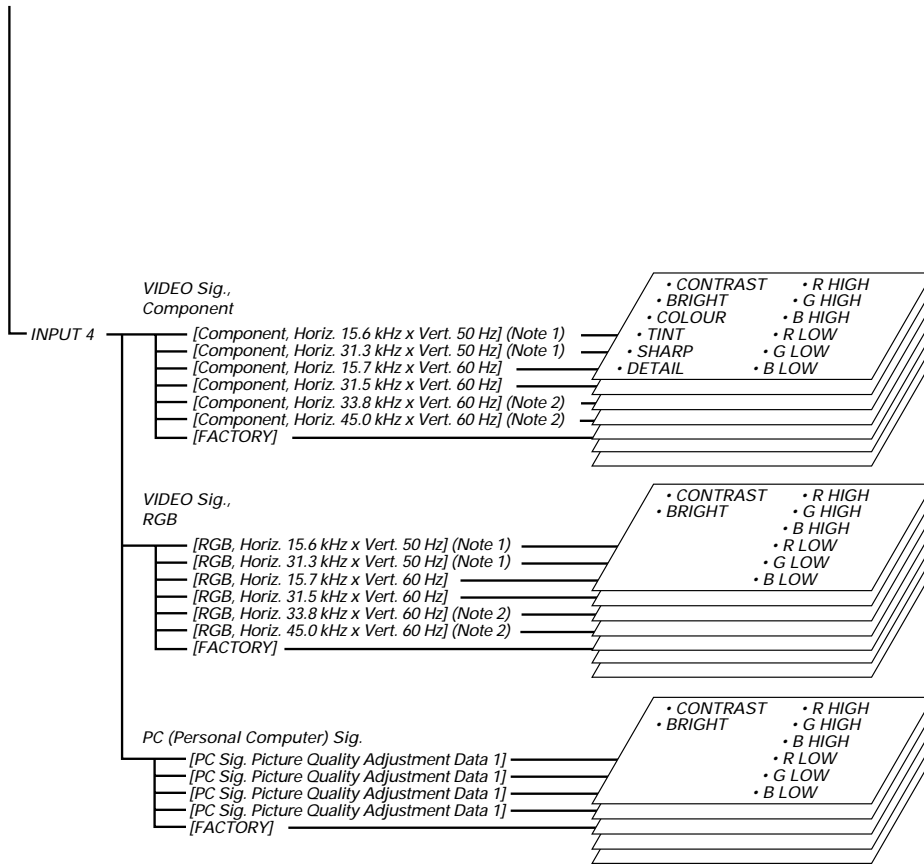 INPUT 4
VIDEO Sig.,
Component
[Component, Horiz. 15.6 kHz x Vert. 50 Hz] (Note 1)
[Component, Horiz. 31.3 kHz x Vert. 50 Hz] (Note 1)
[Component, Horiz. 15.7 kHz x Vert. 60 Hz]
[Component, Horiz. 31.5 kHz x Vert. 60 Hz]
[Component, Horiz. 33.8 kHz x Vert. 60 Hz] (Note 2)
[Component, Horiz. 45.0 kHz x Vert. 60 Hz] (Note 2)
[FACTORY]
• CONTRAST • R HIGH
• BRIGHT • G HIGH
• COLOUR • B HIGH
• TINT • R LOW
• SHARP • G LOW
• DETAIL • B LOW
VIDEO Sig.,
RGB
[RGB, Horiz. 15.6 kHz x Vert. 50 Hz] (Note 1)
[RGB, Horiz. 31.3 kHz x Vert. 50 Hz] (Note 1)
[RGB, Horiz. 15.7 kHz x Vert. 60 Hz]
[RGB, Horiz. 31.5 kHz x Vert. 60 Hz]
[RGB, Horiz. 33.8 kHz x Vert. 60 Hz] (Note 2)
[RGB, Horiz. 45.0 kHz x Vert. 60 Hz] (Note 2)
[FACTORY]
• CONTRAST • R HIGH
• BRIGHT • G HIGH
• B HIGH
• R LOW
• G LOW
• B LOW
PC (Personal Computer) Sig.
[PC Sig. Picture Quality Adjustment Data 1]
[PC Sig. Picture Quality Adjustment Data 1]
[PC Sig. Picture Quality Adjustment Data 1]
[PC Sig. Picture Quality Adjustment Data 1]
[FACTORY]
• CONTRAST • R HIGH
• BRIGHT • G HIGH
• B HIGH
• R LOW
• G LOW
• B LOW